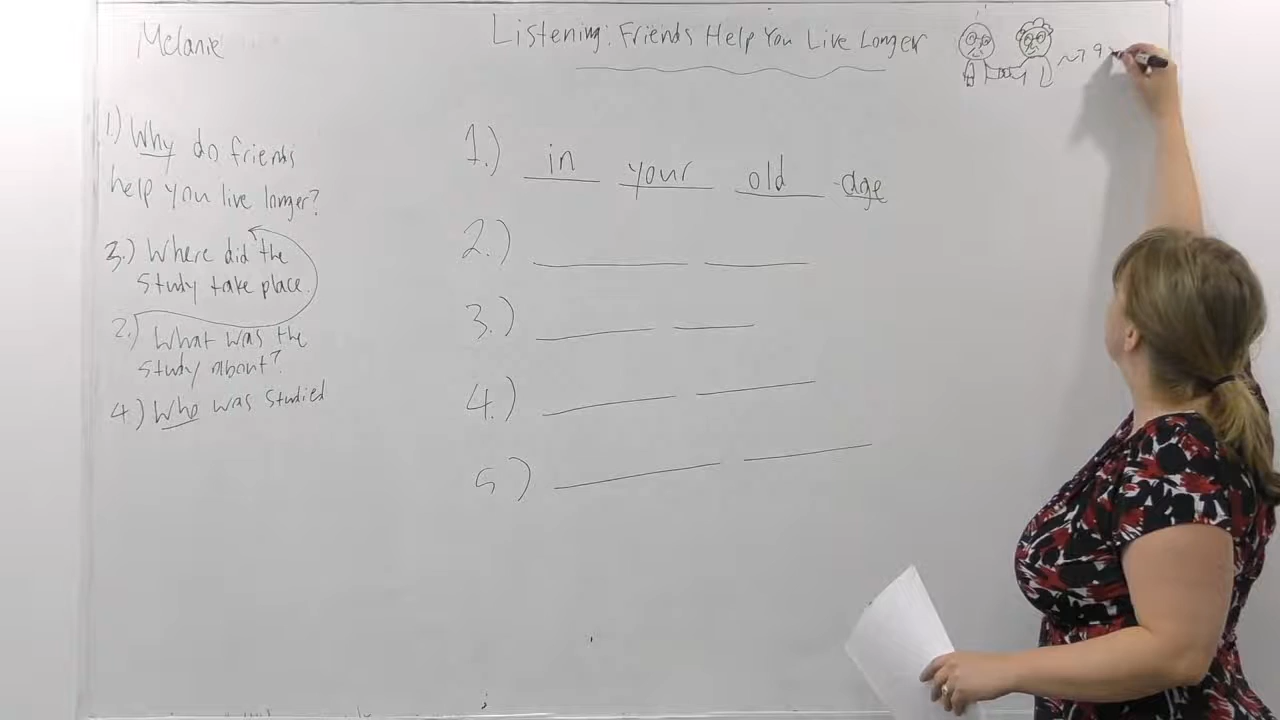 Melanie
Listening: Friends Help You Live Longer
1.) Why do friends
help you live longer?
3.) Where did the
study take place.
2.) What was the
study about?
4.) Who was studied
1.) in your old age
2.)
3.)
4.)
5)